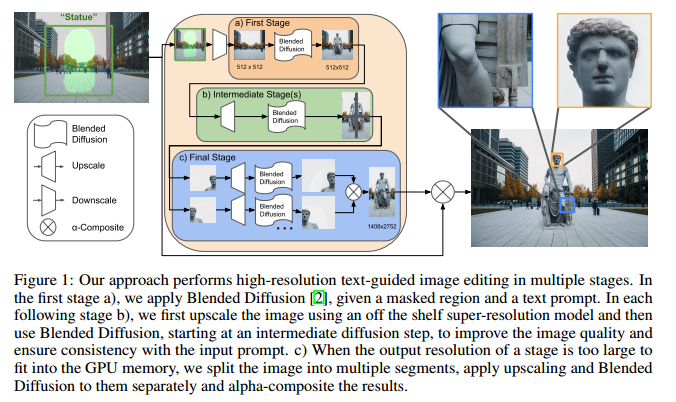 "Statue"
a) First Stage
Blended
Diffusion
512 x 512
512x512
b) Intermediate Stage(s)
Blended
Diffusion
c) Final Stage
Blended
Diffusion
Blended
Diffusion
...
1408x2752
Blended
Diffusion
Upscale
Downscale
α-Composite
Figure 1: Our approach performs high-resolution text-guided image editing in multiple stages. In
the first stage a), we apply Blended Diffusion [2], given a masked region and a text prompt. In each
following stage b), we first upscale the image using an off the shelf super-resolution model and then
use Blended Diffusion, starting at an intermediate diffusion step, to improve the image quality and
ensure consistency with the input prompt. c) When the output resolution of a stage is too large to
fit into the GPU memory, we split the image into multiple segments, apply upscaling and Blended
Diffusion to them separately and alpha-composite the results.